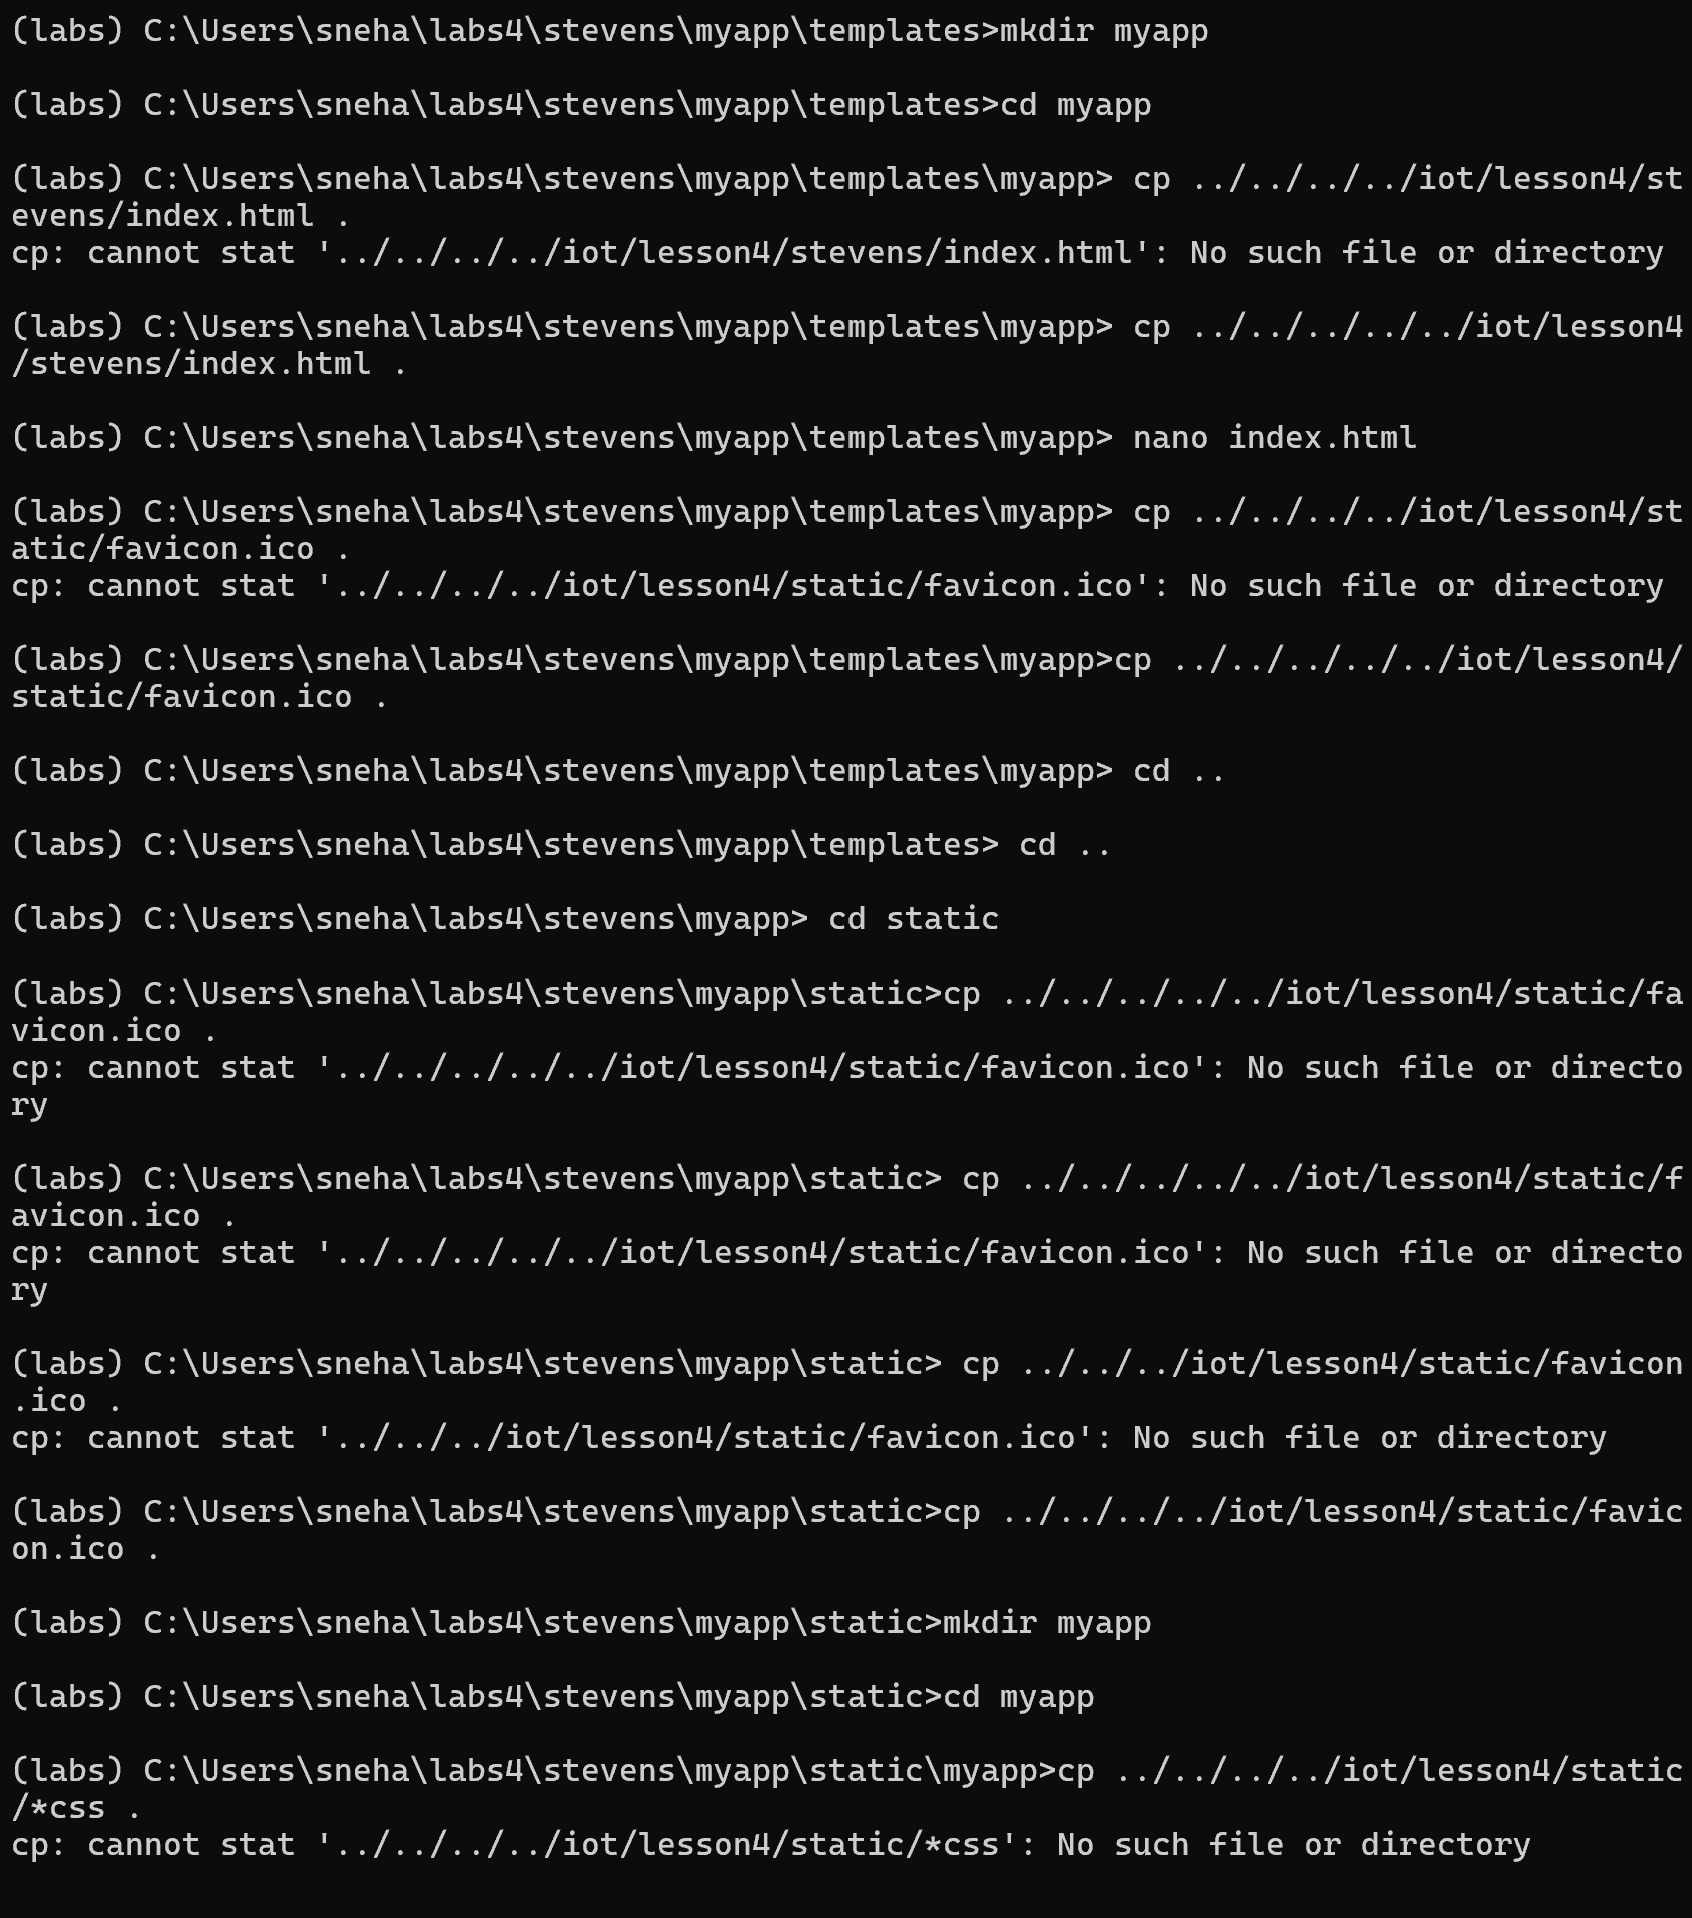 (labs) C:\Users\sneha\labs4\stevens\myapp\templates>mkdir myapp
(labs) C:\Users\sneha\labs4\stevens\myapp\templates>cd myapp
(labs) C:\Users\sneha\labs4\stevens\myapp\templates\myapp> cp ../../../../iot/lesson4/st
evens/index.html .
cp: cannot stat '../../../../iot/lesson4/stevens/index.html': No such file or directory
(labs) C:\Users\sneha\labs4\stevens\myapp\templates\myapp> cp ../../../../../iot/lesson4
/stevens/index.html .
(labs) C:\Users\sneha\labs4\stevens\myapp\templates\myapp> nano index.html
(labs) C:\Users\sneha\labs4\stevens\myapp\templates\myapp> cp ../../../../iot/lesson4/st
atic/favicon.ico .
cp: cannot stat '../../../../iot/lesson4/static/favicon.ico': No such file or directory
(labs) C:\Users\sneha\labs4\stevens\myapp\templates\myapp>cp ../../../../../iot/lesson4/
static/favicon.ico .
(labs) C:\Users\sneha\labs4\stevens\myapp\templates\myapp> cd ..
(labs) C:\Users\sneha\labs4\stevens\myapp\templates> cd ..
(labs) C:\Users\sneha\labs4\stevens\myapp> cd static
(labs) C:\Users\sneha\labs4\stevens\myapp\static>cp ../../../../../iot/lesson4/static/fa
vicon.ico .
cp: cannot stat '../../../../../iot/lesson4/static/favicon.ico': No such file or directo
ry
(labs) C:\Users\sneha\labs4\stevens\myapp\static> cp ../../../../../iot/lesson4/static/f
avicon.ico .
cp: cannot stat '../../../../../iot/lesson4/static/favicon.ico': No such file or directo
ry
(labs) C:\Users\sneha\labs4\stevens\myapp\static> cp ../../../iot/lesson4/static/favicon
.ico .
cp: cannot stat '../../../iot/lesson4/static/favicon.ico': No such file or directory
(labs) C:\Users\sneha\labs4\stevens\myapp\static>cp ../../../../iot/lesson4/static/favic
on.ico .
(labs) C:\Users\sneha\labs4\stevens\myapp\static>mkdir myapp
(labs) C:\Users\sneha\labs4\stevens\myapp\static>cd myapp
(labs) C:\Users\sneha\labs4\stevens\myapp\static\myapp>cp ../../../../iot/lesson4/static
/*css .
cp: cannot stat '../../../../iot/lesson4/static/*css': No such file or directory